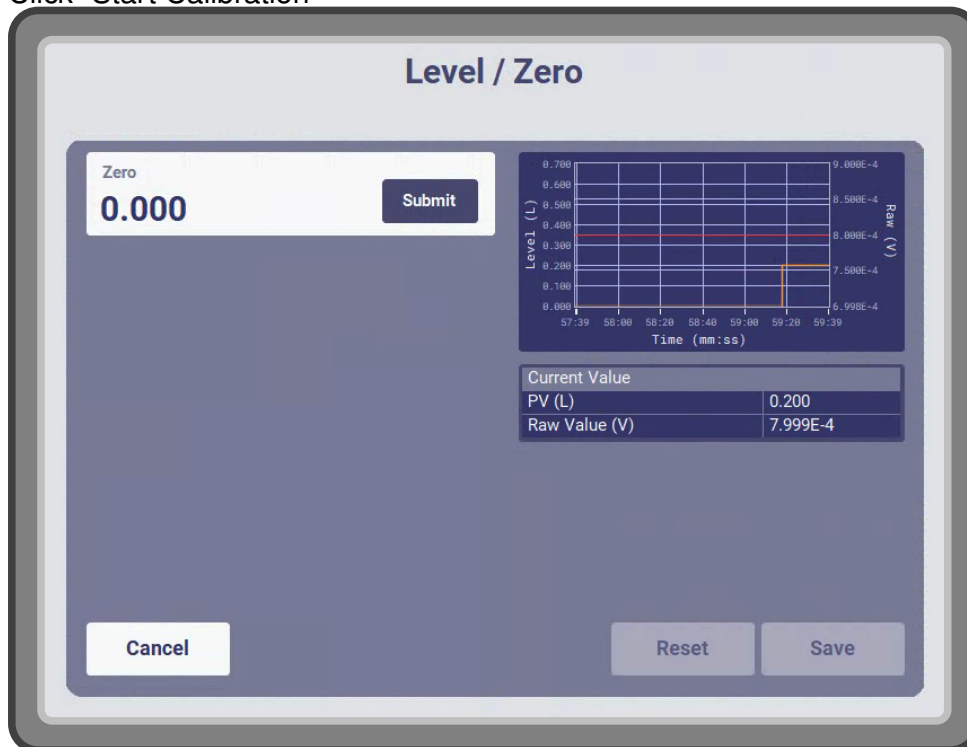 Click "Start Calibration"
Level / Zero
Zero
0.000
Submit
0.700
0.600
0.500
0.400
0.300
0.200
0.100
0.000
Level (L)
9.000E-4
8.500E-4
8.000E-4
7.500E-4
6.998E-4
Raw (V)
57:39 58:00 58:20 58:40 59:00 59:20 59:39
Time (mm:ss)
Current Value
PV (L) 0.200
Raw Value (V) 7.999E-4
Cancel
Reset
Save